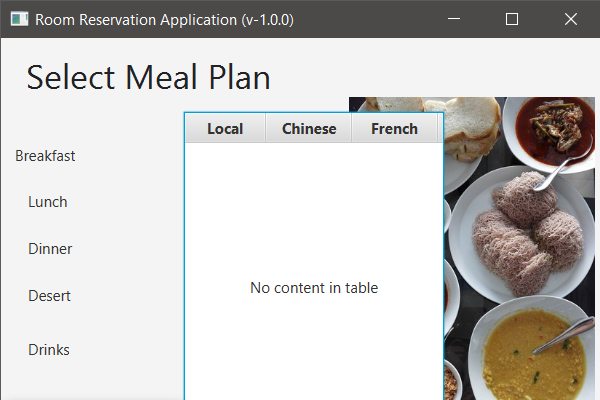 Room Reservation Application (v-1.0.0)
Select Meal Plan
Local Chinese French
Breakfast
Lunch
Dinner
No content in table
Desert
Drinks